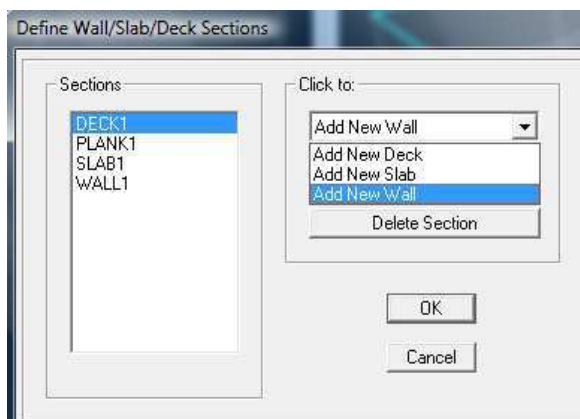 Define Wall/Slab/Deck Sections
Sections
DECK1
PLANK1
SLAB1
WALL1
Click to:
Add New Wall
Add New Deck
Add New Slab
Add New Wall
Delete Section
OK
Cancel